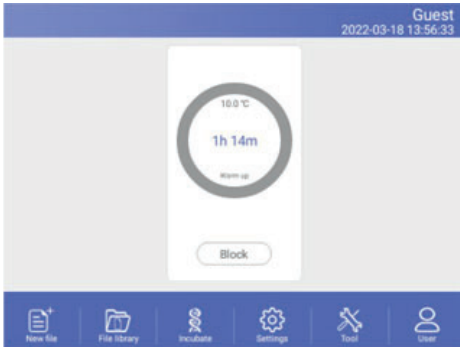 Guest
2022-03-18 13:56:33
10.0 ℃
1h 14m
Warm up
Block
New file
File library
Incubate
Settings
Tool
User